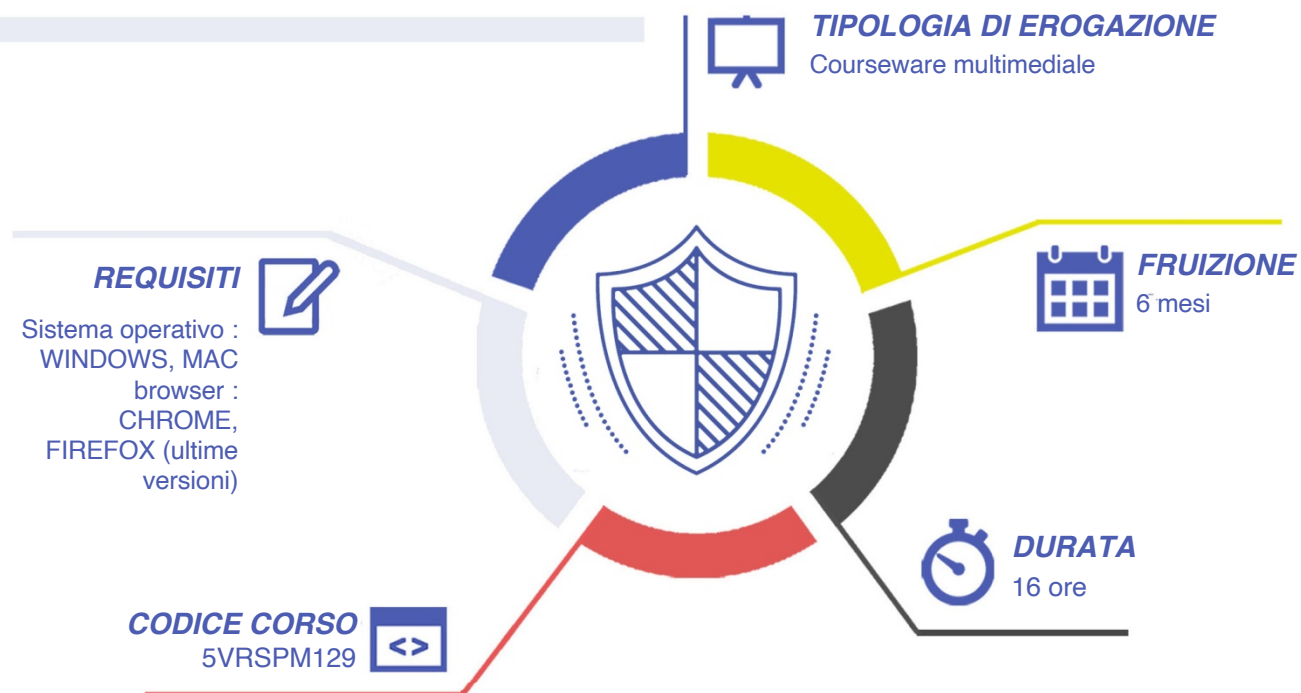 TIPOLOGIA DI EROGAZIONE
Courseware multimediale
FRUIZIONE
6 mesi
REQUISITI
Sistema operativo :
WINDOWS, MAC
browser :
CHROME,
FIREFOX (ultime
versioni)
DURATA
16 ore
CODICE CORSO
5VRSPM129
<>